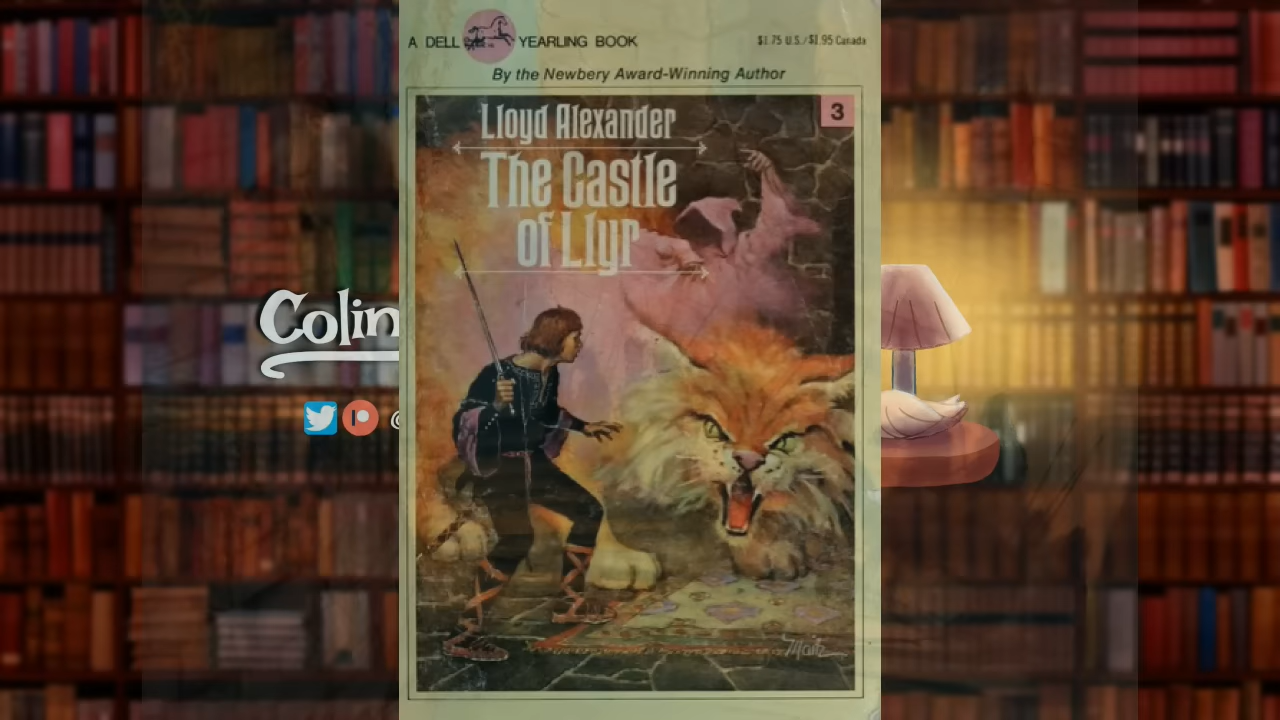 A DELL YEARLING BOOK
$1.75 U.S./$1.95 Canada
By the Newbery Award-Winning Author
3
Lloyd Alexander
The Castle
of Llyr
Colin
Maitz